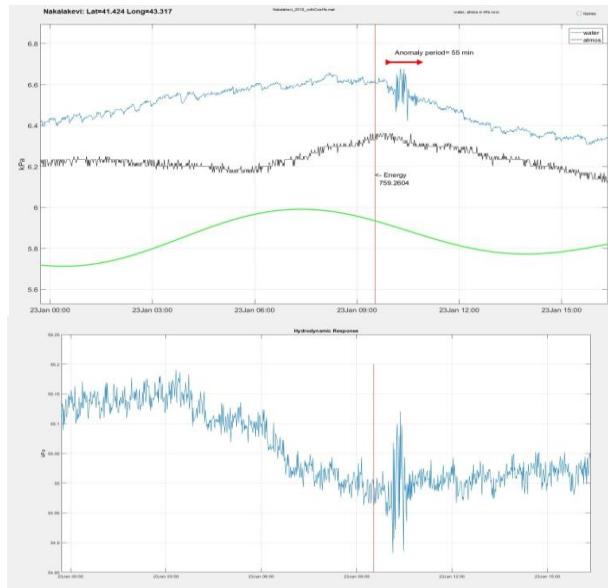 Nakalakevi: Lat=41.424 Long=43.317
water
atmos
Anomaly period= 55 min
6.8
6.6
6.4
6.2
6
5.8
5.6
kPa
<- Energy
759.2604
23Jan 00:00 23Jan 03:00 23Jan 06:00 23Jan 09:00 23Jan 12:00 23Jan 15:00
Hydrodynamic Response
kPa
23Jan 00:00 23Jan 03:00 23Jan 06:00 23Jan 09:00 23Jan 12:00 23Jan 15:00